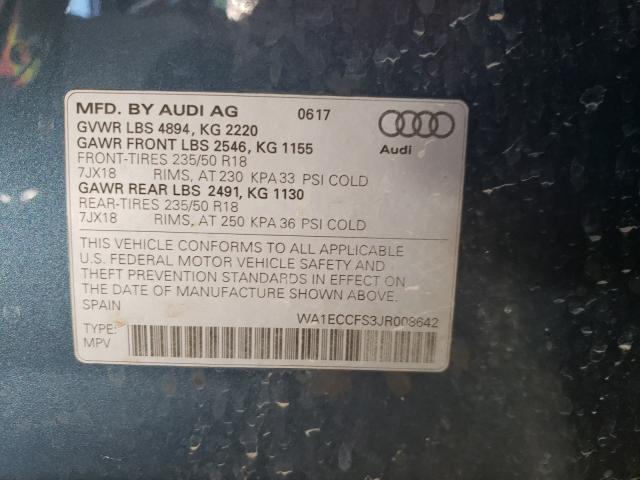 MFD. BY AUDI AG 0617
GVWR LBS 4894, KG 2220
GAWR FRONT LBS 2546, KG 1155
FRONT-TIRES 235/50 R18
7JX18 RIMS, AT 230 KPA 33 PSI COLD
GAWR REAR LBS 2491, KG 1130
REAR-TIRES 235/50 R18
7JX18 RIMS, AT 250 KPA 36 PSI COLD
Audi
THIS VEHICLE CONFORMS TO ALL APPLICABLE
U.S. FEDERAL MOTOR VEHICLE SAFETY AND
THEFT PREVENTION STANDARDS IN EFFECT ON
THE DATE OF MANUFACTURE SHOWN ABOVE.
SPAIN
WA1ECCFS3JR008642
TYPE:
MPV